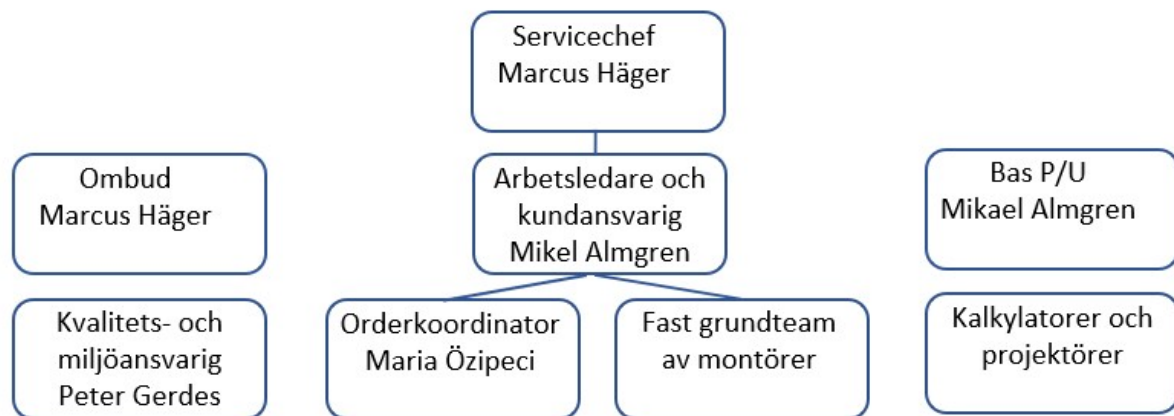 Servicechef
Marcus Häger
Ombud
Marcus Häger
Arbetsledare och
kundansvarig
Mikel Almgren
Bas P/U
Mikael Almgren
Kvalitets- och
miljöansvarig
Peter Gerdes
Orderkoordinator
Maria Özipeci
Fast grundteam
av montörer
Kalkylatorer och
projektörer